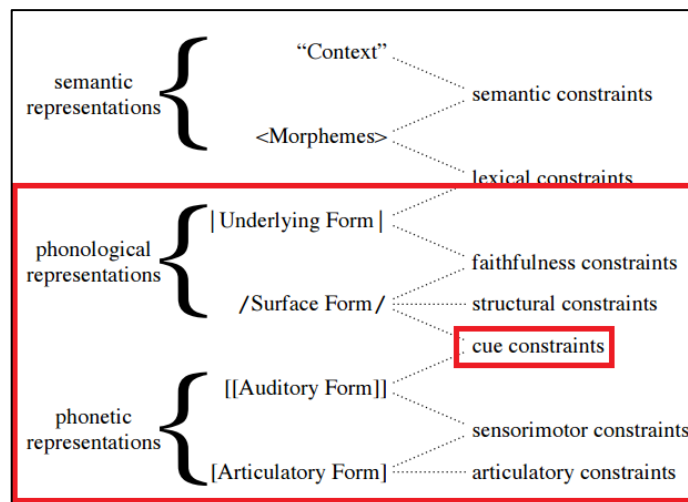 “Context”
semantic
representations
semantic constraints
<Morphemes>
lexical constraints
|Underlying Form|
phonological
representations
faithfulness constraints
/Surface Form/
structural constraints
cue constraints
[[Auditory Form]]
phonetic
representations
sensorimotor constraints
[Articulatory Form]
articulatory constraints